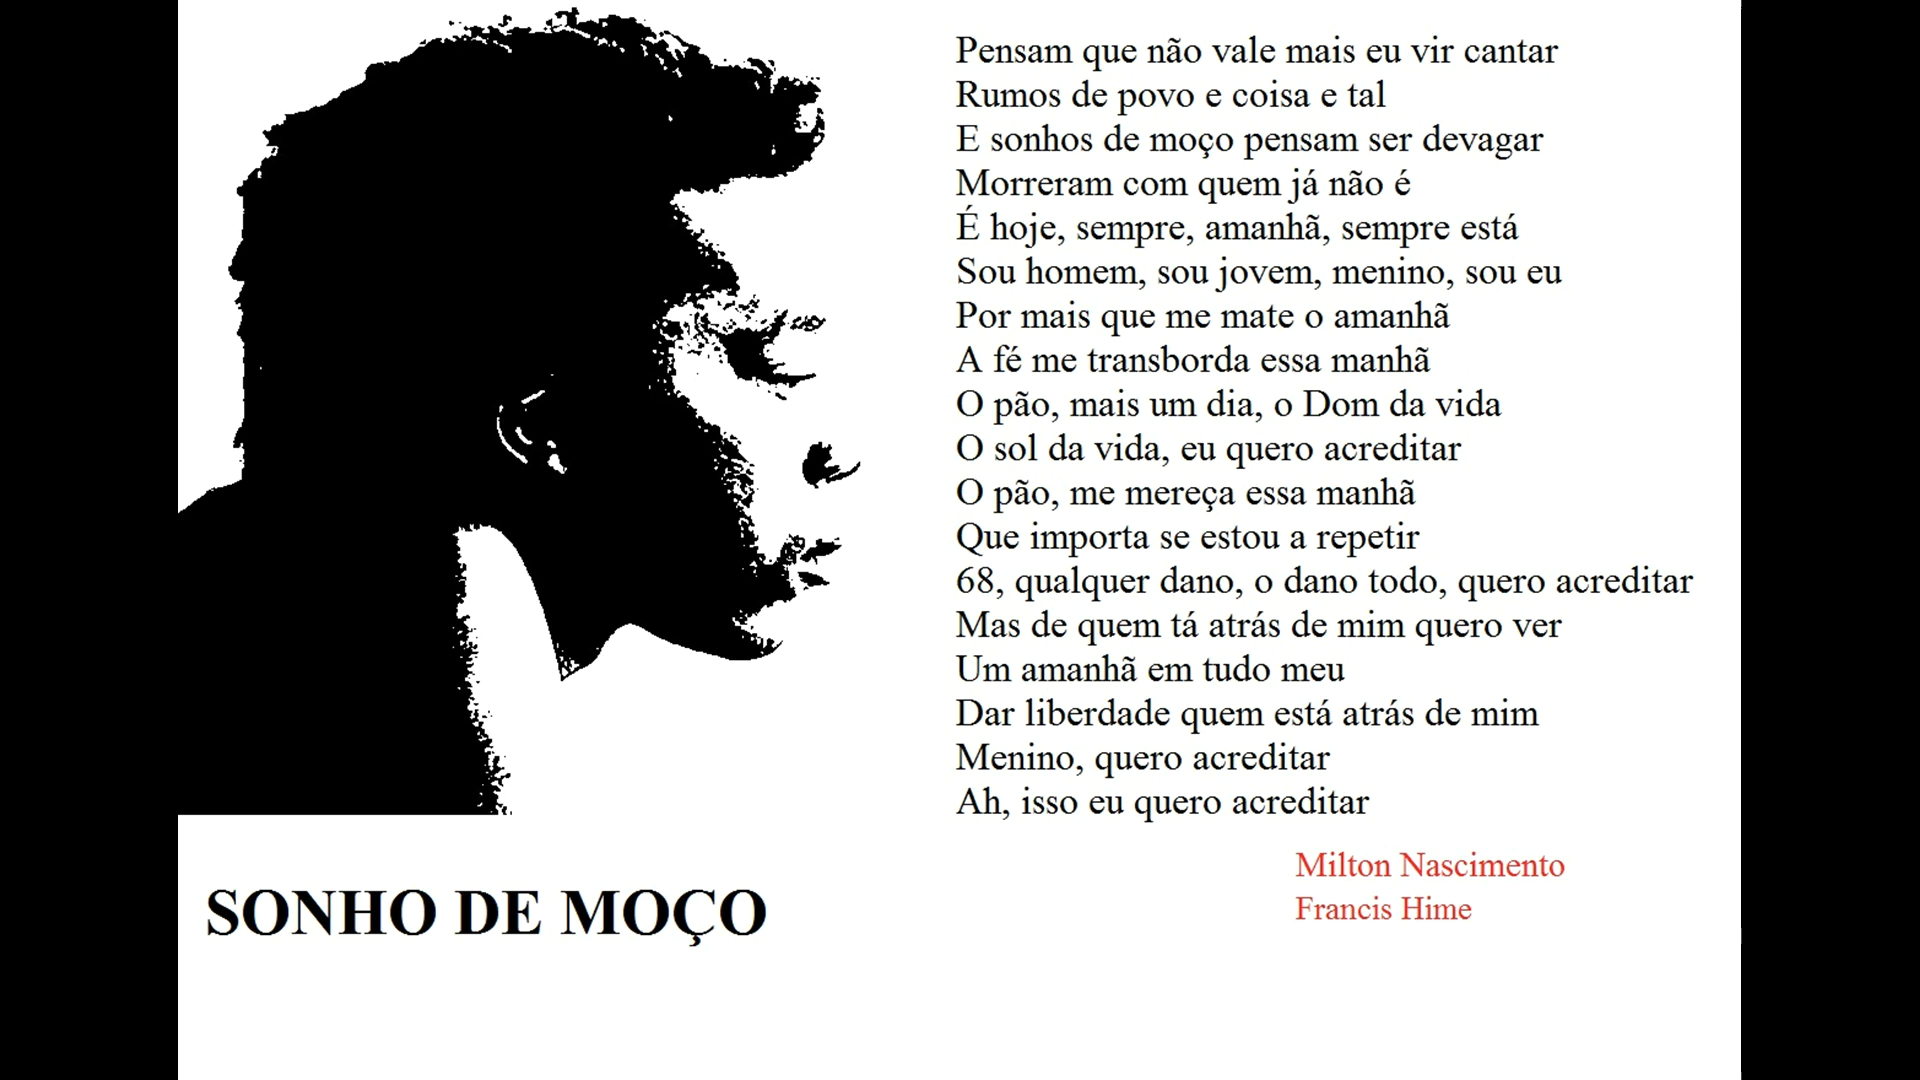 Pensam que não vale mais eu vir cantar
Rumos de povo e coisa e tal
E sonhos de moço pensam ser devagar
Morreram com quem já não é
É hoje, sempre, amanhã, sempre está
Sou homem, sou jovem, menino, sou eu
Por mais que me mate o amanhã
A fé me transborda essa manhã
O pão, mais um dia, o Dom da vida
O sol da vida, eu quero acreditar
O pão, me mereça essa manhã
Que importa se estou a repetir
68, qualquer dano, o dano todo, quero acreditar
Mas de quem tá atrás de mim quero ver
Um amanhã em tudo meu
Dar liberdade quem está atrás de mim
Menino, quero acreditar
Ah, isso eu quero acreditar
Milton Nascimento
Francis Hime
SONHO DE MOÇO